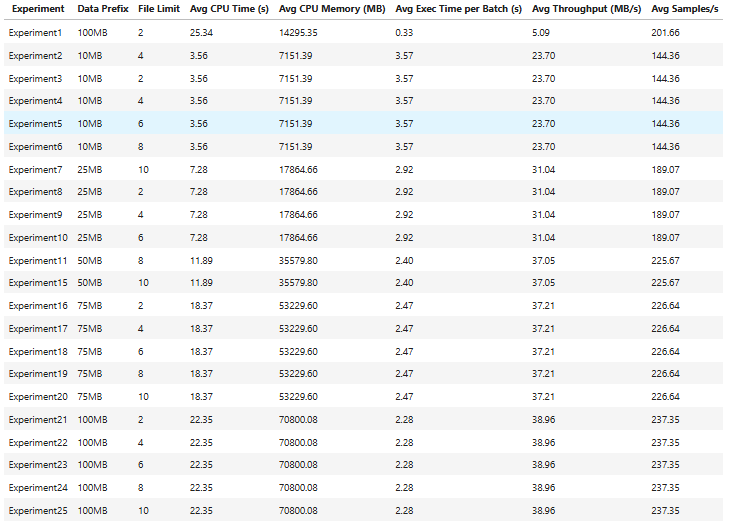 Experiment Data Prefix File Limit Avg CPU Time (s) Avg CPU Memory (MB) Avg Exec Time per Batch (s) Avg Throughput (MB/s) Avg Samples/s
Experiment1 100MB 2 25.34 14295.35 0.33 5.09 201.66
Experiment2 10MB 4 3.56 7151.39 3.57 23.70 144.36
Experiment3 10MB 2 3.56 7151.39 3.57 23.70 144.36
Experiment4 10MB 4 3.56 7151.39 3.57 23.70 144.36
Experiment5 10MB 6 3.56 7151.39 3.57 23.70 144.36
Experiment6 10MB 8 3.56 7151.39 3.57 23.70 144.36
Experiment7 25MB 10 7.28 17864.66 2.92 31.04 189.07
Experiment8 25MB 2 7.28 17864.66 2.92 31.04 189.07
Experiment9 25MB 4 7.28 17864.66 2.92 31.04 189.07
Experiment10 25MB 6 7.28 17864.66 2.92 31.04 189.07
Experiment11 50MB 8 11.89 35579.80 2.40 37.05 225.67
Experiment15 50MB 10 11.89 35579.80 2.40 37.05 225.67
Experiment16 75MB 2 18.37 53229.60 2.47 37.21 226.64
Experiment17 75MB 4 18.37 53229.60 2.47 37.21 226.64
Experiment18 75MB 6 18.37 53229.60 2.47 37.21 226.64
Experiment19 75MB 8 18.37 53229.60 2.47 37.21 226.64
Experiment20 75MB 10 18.37 53229.60 2.47 37.21 226.64
Experiment21 100MB 2 22.35 70800.08 2.28 38.96 237.35
Experiment22 100MB 4 22.35 70800.08 2.28 38.96 237.35
Experiment23 100MB 6 22.35 70800.08 2.28 38.96 237.35
Experiment24 100MB 8 22.35 70800.08 2.28 38.96 237.35
Experiment25 100MB 10 22.35 70800.08 2.28 38.96 237.35